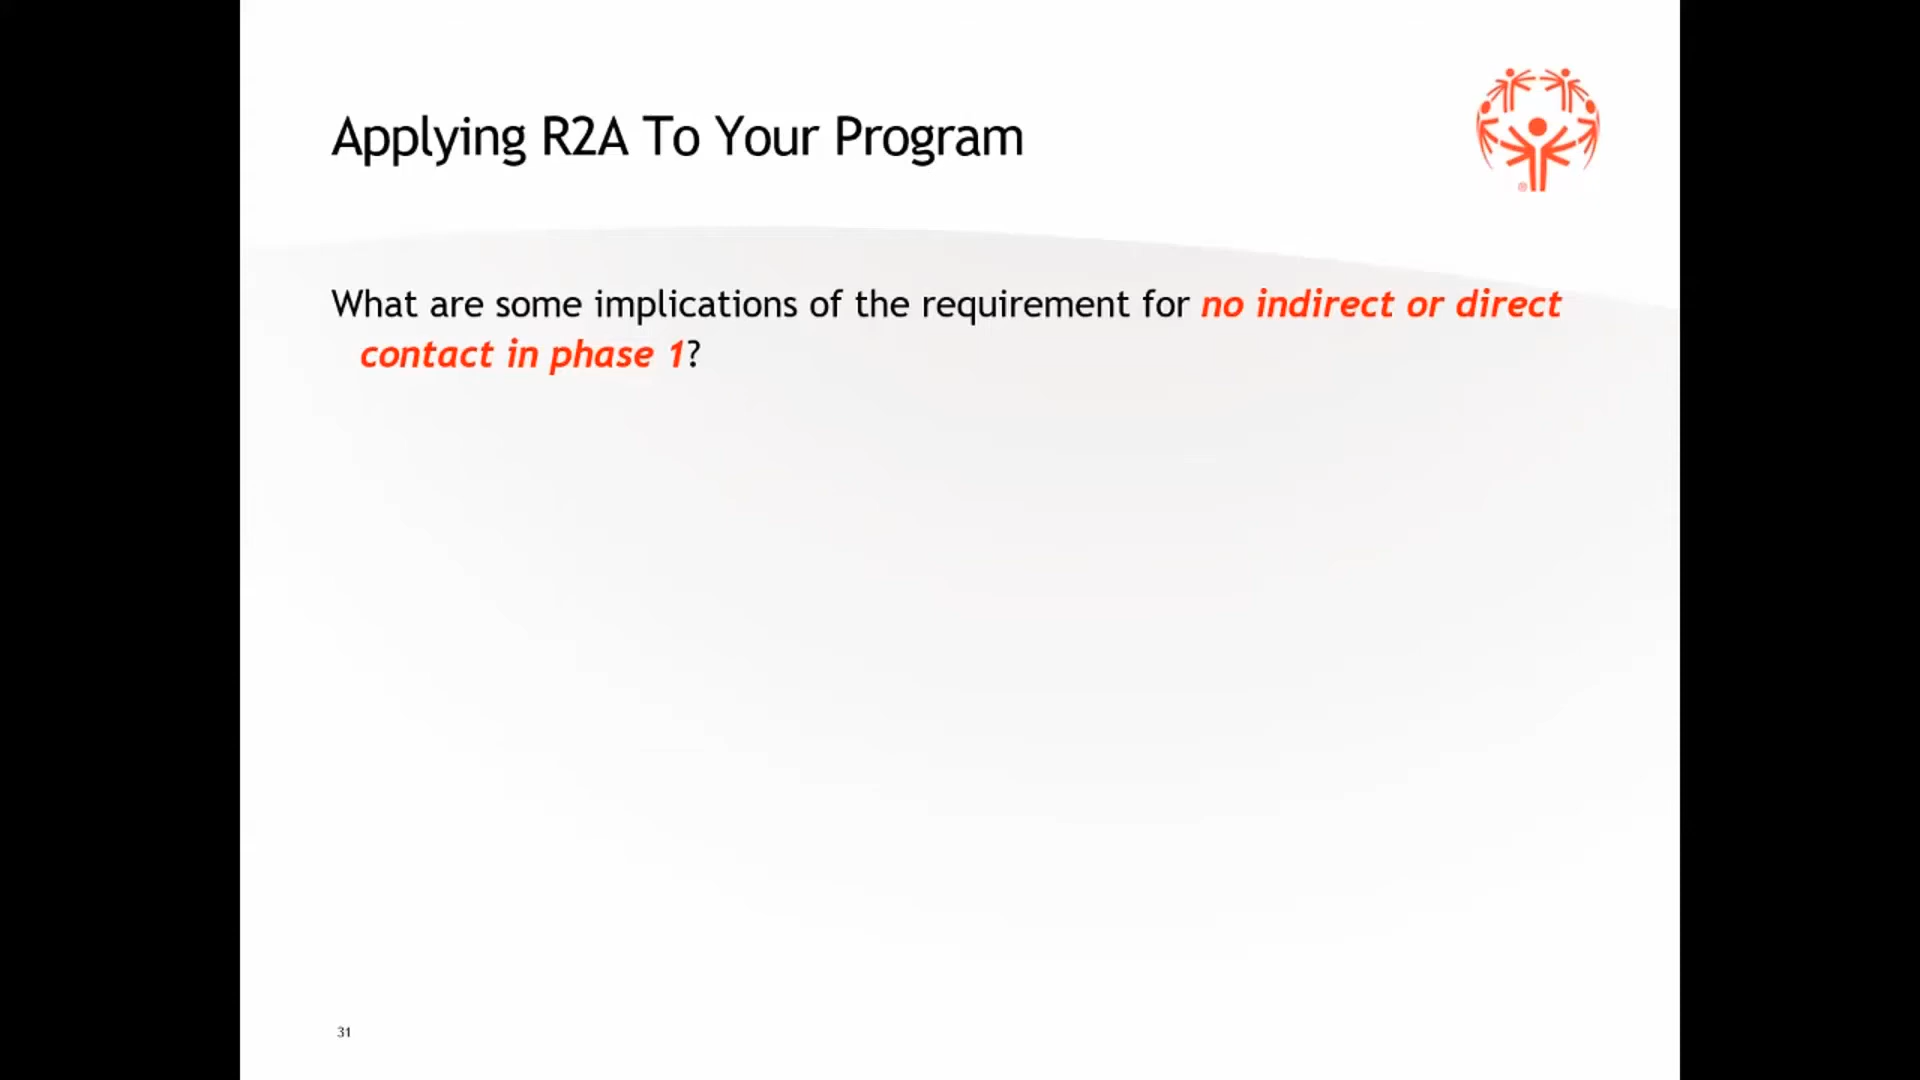 Applying R2A To Your Program
What are some implications of the requirement for no indirect or direct
contact in phase 1?
®
31